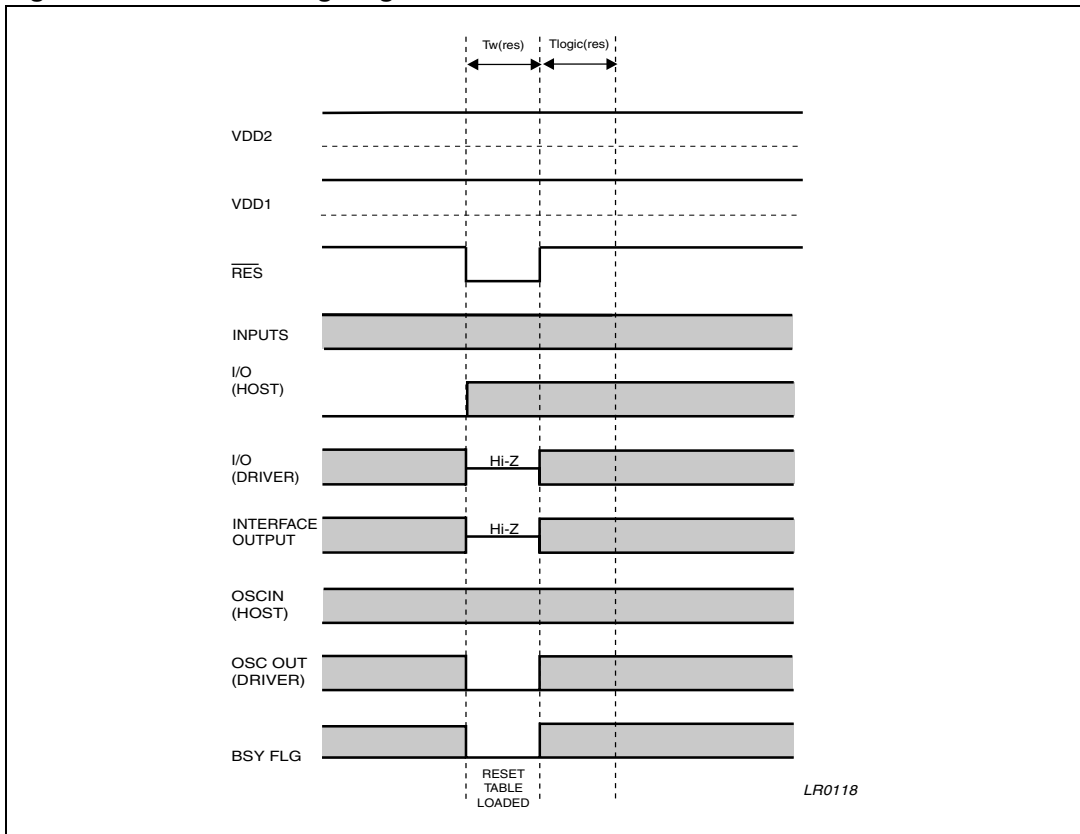 Tw(res) Tlogic(res)
VDD2
VDD1
RES
INPUTS
I/O
(HOST)
I/O
(DRIVER)
Hi-Z
INTERFACE
OUTPUT
Hi-Z
OSCIN
(HOST)
OSC OUT
(DRIVER)
BSY FLG
RESET
TABLE
LOADED
LR0118